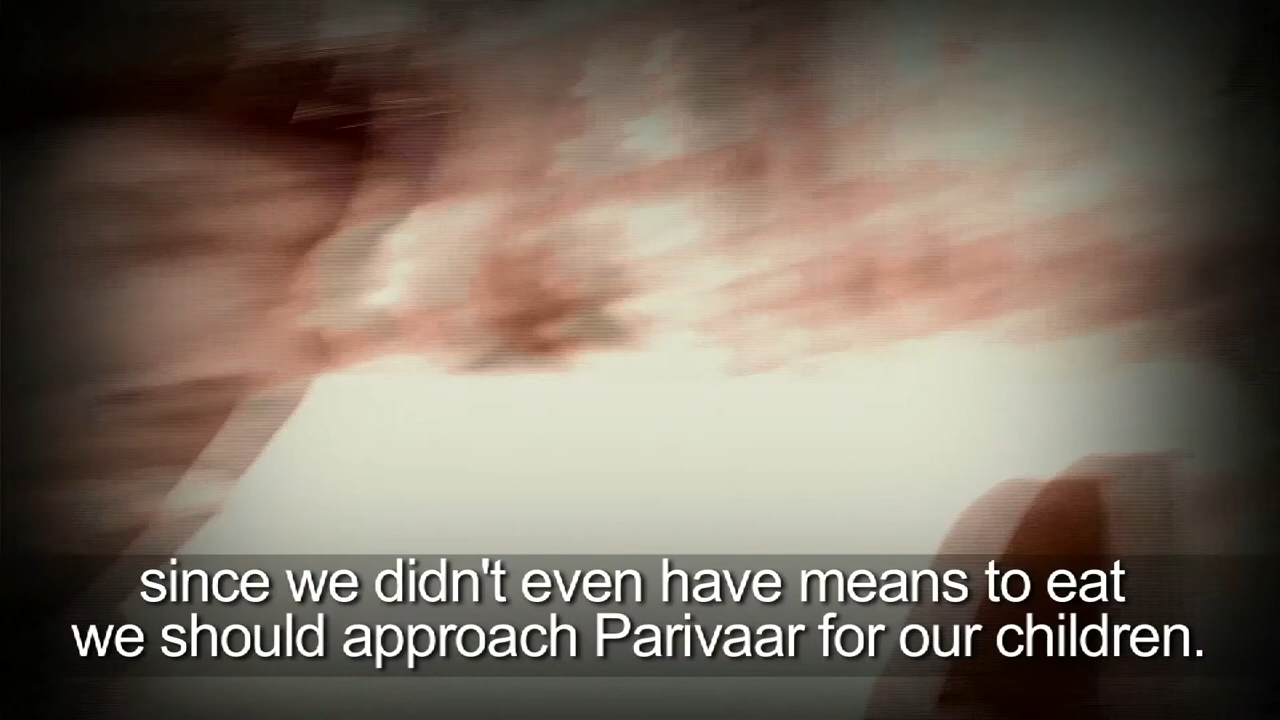 since we didn't even have means to eat
we should approach Parivaar for our children.